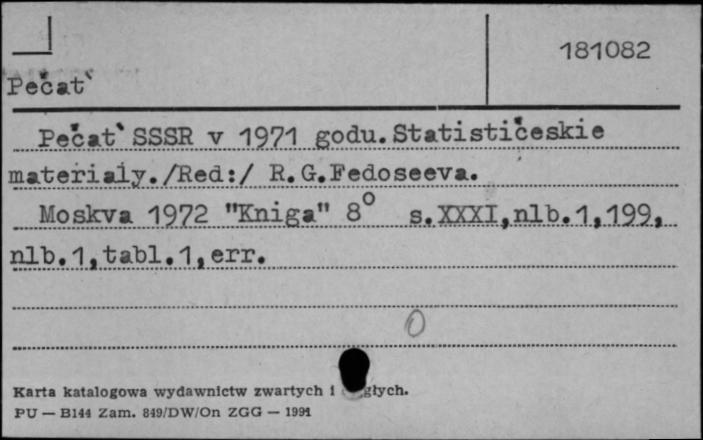 181082
Pečat`
Pečat` SSSR v 1971 godu. Statističeskie
materialy. /Red:/ R.G.Fedoseeva.
Moskva 1972 "Kniga" 8° s.XXXI,nlb.1,199,
nlb.1,tabl.1,err.
0
Karta katalogowa wydawnictw zwartych i głych.
PU — B144 Zam. 849/DW/On ZGG — 1991